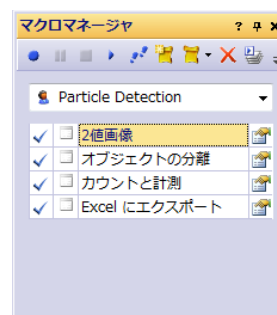 マクロマネージャ
Particle Detection
2値画像
オブジェクトの分離
カウントと計測
Excel にエクスポート